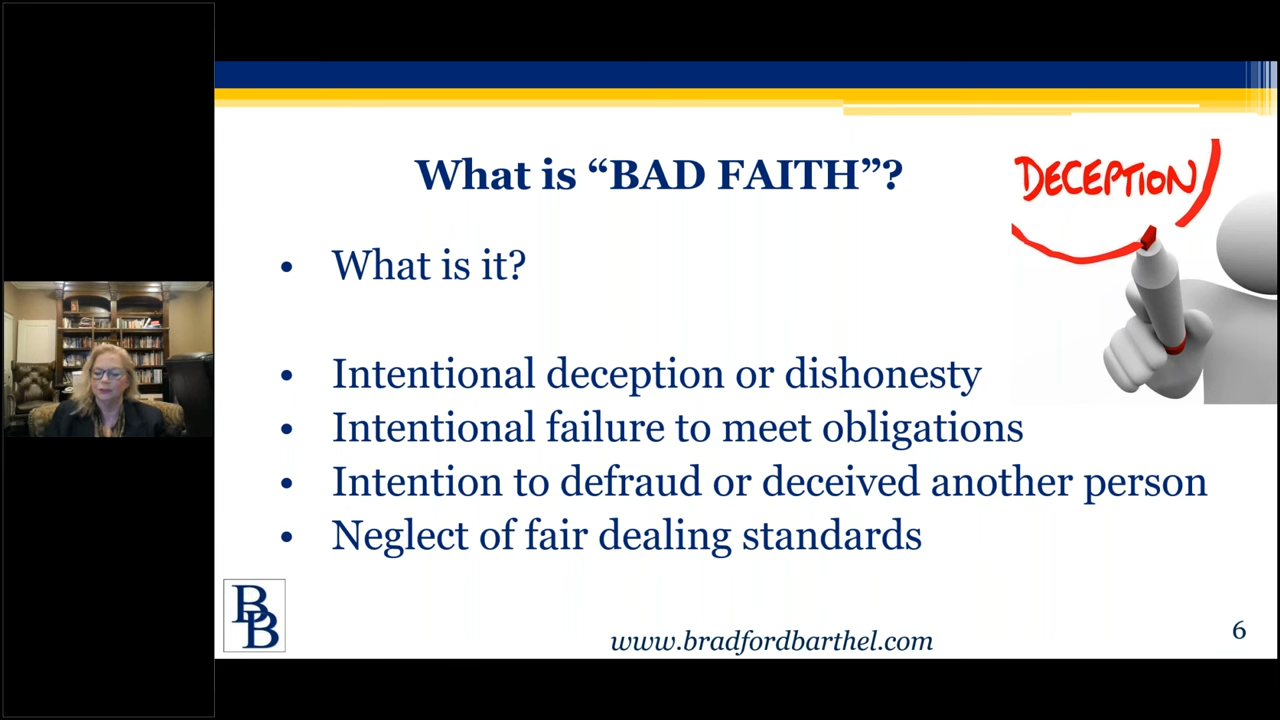 What is “BAD FAITH”?
DECEPTION
• What is it?
• Intentional deception or dishonesty
• Intentional failure to meet obligations
• Intention to defraud or deceived another person
• Neglect of fair dealing standards
BB
www.bradfordbarthel.com
6